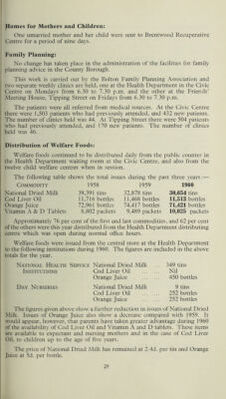 Homes for Mothers and Children:
One unmarried mother and her child were sent to Brentwood Recuperative
Centre for a period of nine days.
Family Planning:
No change has taken place in the administration of the facilities for family
planning advice in the County Borough.
This work is carried out by the Bolton Family Planning Association and
two separate weekly clinics are held, one at the Health Department in the Civic
Centre on Mondays from 6.30 to 7.30 p.m. and the other at the Friends'
Meeting House, Tipping Street on Fridays from 6.30 to 7.30 p.m.
The patients were all referred from medical sources. At the Civic Centre
there were 1,503 patients who had previously attended, and 432 new patients.
The number of clinics held was 44. At Tipping Street there were 504 patients
who had previously attended, and 170 new patients. The number of clinics
held was 46.
Distribution of Welfare Foods:
Welfare foods continued to be distributed daily from the public counter in
the Health Department waiting room at the Civic Centre, and also from the
twelve child welfare centres when in session.
The following table shows the total issues during the past three years:—
COMMODITY 1958 1959 1960
National Dried Milk 38,391 tins 32,878 tins 30,654 tins
Cod Liver Oil 11,716 bottles 11,468 bottles 11,513 bottles
Orange Juice 72,901 bottles 74,417 bottles 71,421 bottles
Vitamin A & D Tablets 8,602 packets 9,489 packets 10,025 packets
Approximately 76 per cent of the first and last commodities, and 62 per cent
of the others were this year distributed from the Health Department distributing
centre which was open during normal office hours.
Welfare foods were issued from the central store at the Health Department
to the following institutions during 1960. The figures are included in the above
totals for the year.
NATIONAL HEALTH SERVICE National Dried Milk ... 349 tins
INSTITUTIONS Cod Liver Oil ... Nil
Orange Juice ... 450 bottles
DAY NURSERIES National Dried Milk ... 9 tins
Cod Liver Oil ... 252 bottles
Orange Juice ... 252 bottles
The figures given above show a further reduction in issues of National Dried
Milk. Issues of Orange Juice also show a decrease compared with 1959. It
would appear, however, that parents have taken greater advantage during 1960
of the availability of Cod Liver Oil and Vitamin A and D tablets. These items
are available to expectant and nursing mothers and in the case of Cod Liver
Oil, to children up to the age of five years.
The price of National Dried Milk has remained at 2/4d. per tin and Orange
Juice at 5d. per bottle.